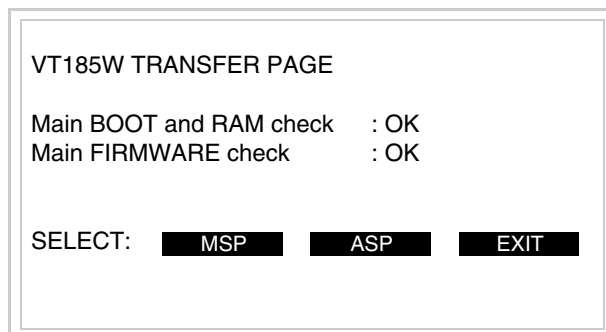 VT185W TRANSFER PAGE
Main BOOT and RAM check : OK
Main FIRMWARE check : OK
SELECT: MSP ASP EXIT